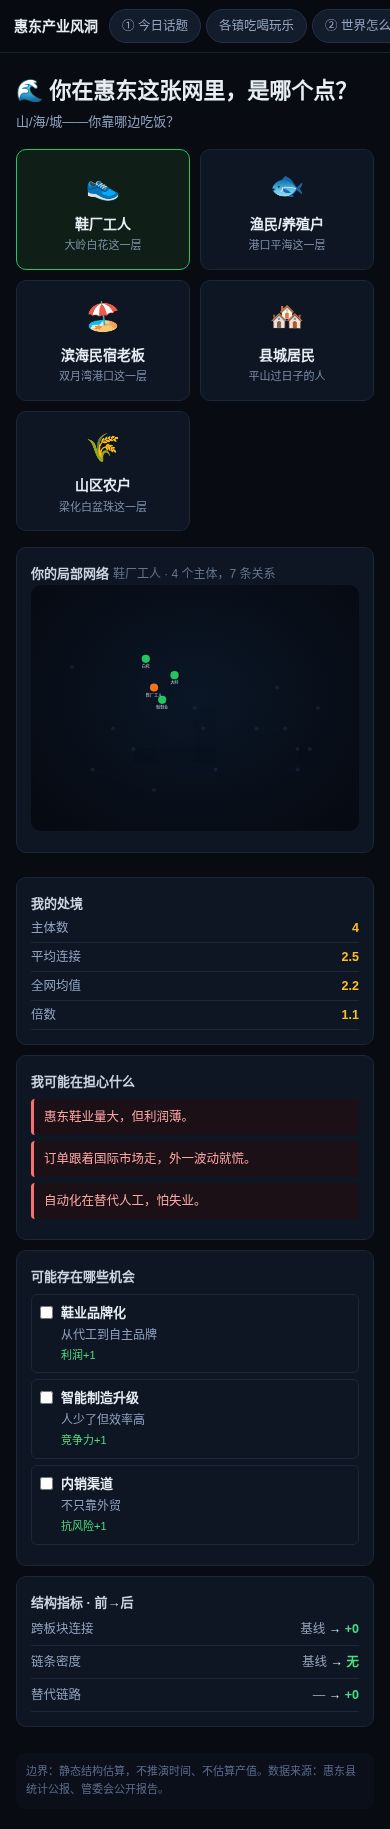 惠东产业风洞
① 今日话题
各镇吃喝玩乐
② 世界怎么
🌊 你在惠东这张网里，是哪个点？
山/海/城——你靠哪边吃饭？
鞋厂工人
大岭白花这一层
渔民/养殖户
港口平海这一层
滨海民宿老板
双月湾港口这一层
县城居民
平山过日子的人
山区农户
梁化白盆珠这一层
你的局部网络 鞋厂工人 · 4 个主体，7 条关系
白花
大岭
鞋厂工人
我的处境
主体数 4
平均连接 2.5
全网均值 2.2
倍数 1.1
我可能在担心什么
惠东鞋业量大，但利润薄。
订单跟着国际市场走，外一波动就慌。
自动化在替代人工，怕失业。
可能存在哪些机会
鞋业品牌化
从代工到自主品牌
利润+1
智能制造升级
人少了但效率高
竞争力+1
内销渠道
不只靠外贸
抗风险+1
结构指标 · 前→后
跨板块连接 基线 → +0
链条密度 基线 → 无
替代链路 — → +0
边界：静态结构估算，不推演时间、不估算产值。数据来源：惠东县
统计公报、管委会公开报告。